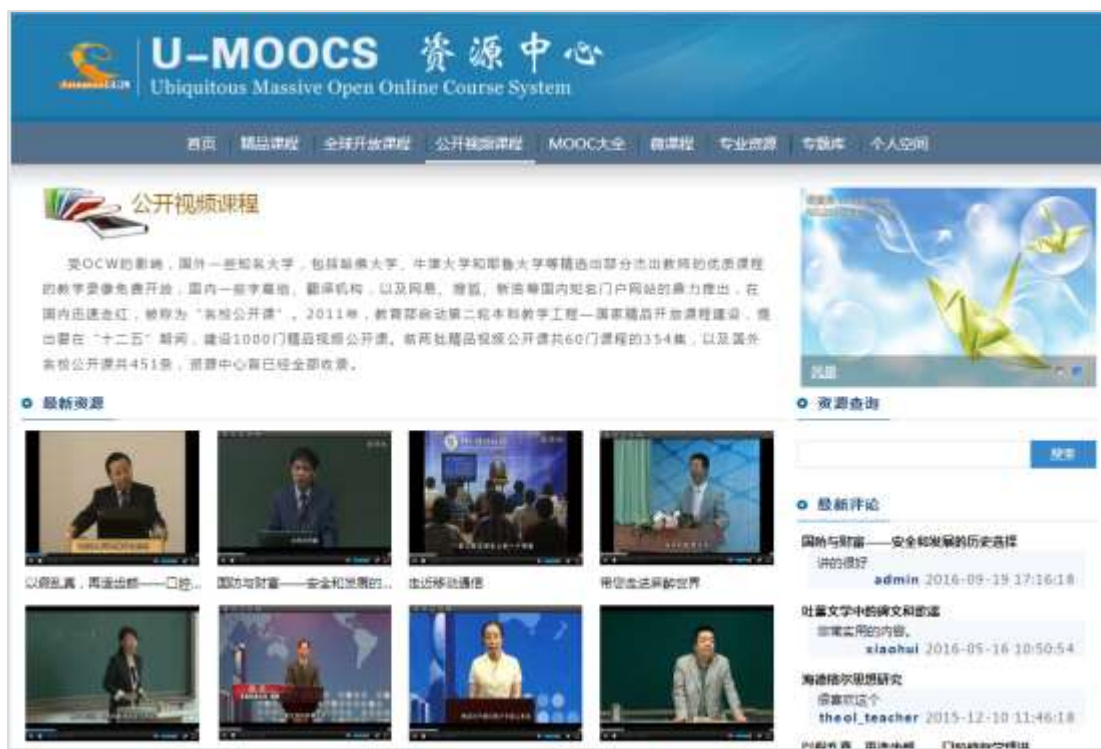 U-MOOCS 资源中心
Ubiquitous Massive Open Online Course System
首页 精品课程 全球开放课程 公开视频课程 MOOC大全 微课程 专业资源 专题库 个人空间
公开视频课程
受OCW的影响，国外一些知名大学，包括哈佛大学、牛津大学和耶鲁大学等精选出部分杰出教师的优质课程
的教学录像免费开放，国内一些字幕组、翻译机构，以及网易、搜狐、新浪等国内知名门户网站的鼎力推出，在
国内迅速走红，被称为“名校公开课”。2011年，教育部启动第二轮本科教学工程—国家精品开放课程建设，提
出要在“十二五”期间，建设1000门精品视频公开课。前两批精品视频公开课共60门课程的354集，以及国外
名校公开课共451集，资源中心皆已经全部收录。
风景
最新资源
以假乱真，再造齿颜——口腔...
国防与财富——安全和发展的...
走近移动通信
带您走进麻醉世界
资源查询
搜索
最新评论
国防与财富——安全和发展的历史选择
讲的很好
admin 2016-09-19 17:16:18
非常实用的内容。
xiaohui 2016-05-16 10:50:54
海德格尔思想研究
很喜欢这个
theol_teacher 2015-12-10 11:46:18